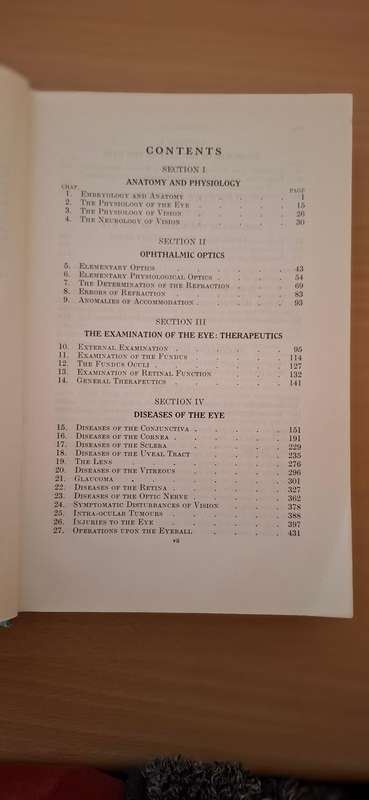 CONTENTS
SECTION I
ANATOMY AND PHYSIOLOGY
CHAP. PAGE
1. Embryology and Anatomy . . . . . 1
2. The Physiology of the Eye . . . . 15
3. The Physiology of Vision . . . . . 26
4. The Neurology of Vision . . . . . 30
SECTION II
OPHTHALMIC OPTICS
5. Elementary Optics . . . . . 43
6. Elementary Physiological Optics . . . . 54
7. The Determination of the Refraction . . . 69
8. Errors of Refraction . . . . . 83
9. Anomalies of Accommodation . . . . . 93
SECTION III
THE EXAMINATION OF THE EYE: THERAPEUTICS
10. External Examination . . . . . 95
11. Examination of the Fundus . . . . . 114
12. The Fundus Oculi . . . . . 127
13. Examination of Retinal Function . . . . 132
14. General Therapeutics . . . . . 141
SECTION IV
DISEASES OF THE EYE
15. Diseases of the Conjunctiva . . . . . 151
16. Diseases of the Cornea . . . . . 191
17. Diseases of the Sclera . . . . . 229
18. Diseases of the Uveal Tract . . . . 235
19. The Lens . . . . . 276
20. Diseases of the Vitreous . . . . . 296
21. Glaucoma . . . . . 301
22. Diseases of the Retina . . . . . 327
23. Diseases of the Optic Nerve . . . . . 362
24. Symptomatic Disturbances of Vision . . . 378
25. Intra-ocular Tumours . . . . . 388
26. Injuries to the Eye . . . . . 397
27. Operations upon the Eyeball . . . . 431
vii